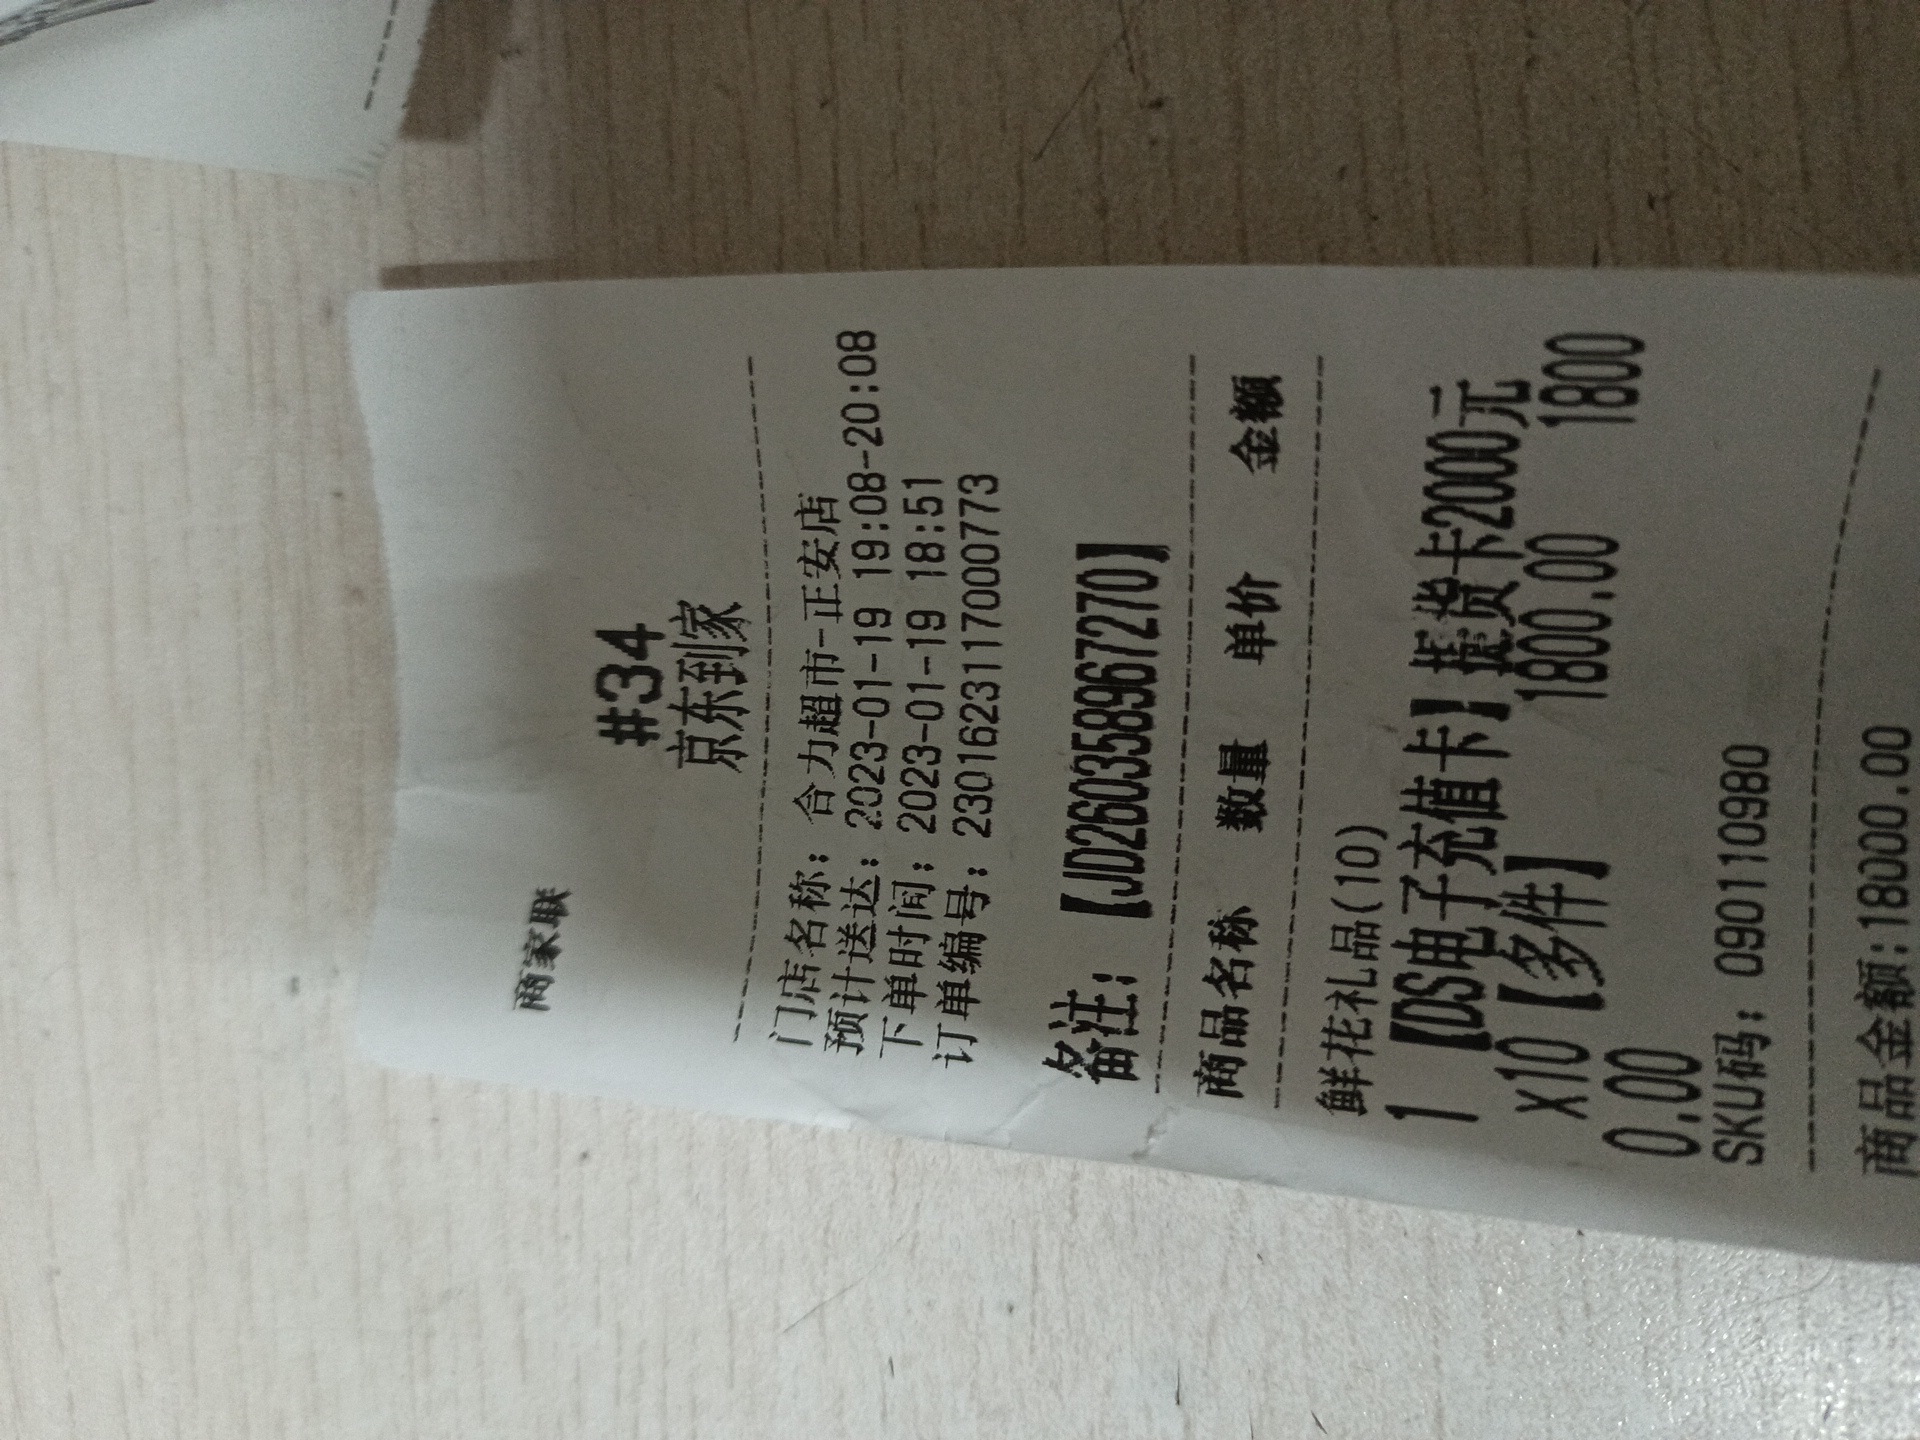 商家联
#34
京东到家
门店名称: 合力超市-正安店
预计送达: 2023-01-19 19:08-20:08
下单时间: 2023-01-19 18:51
订单编号: 2301623117000773
备注: 【JD2603589672​70】
商品名称 数量 单价 金额
鲜花礼品(10)
1 【DS电子充值卡】提货卡2000元
x10【多件】 1800.00 1800
0.00
SKU码: 090110980
商品金额:18000.00